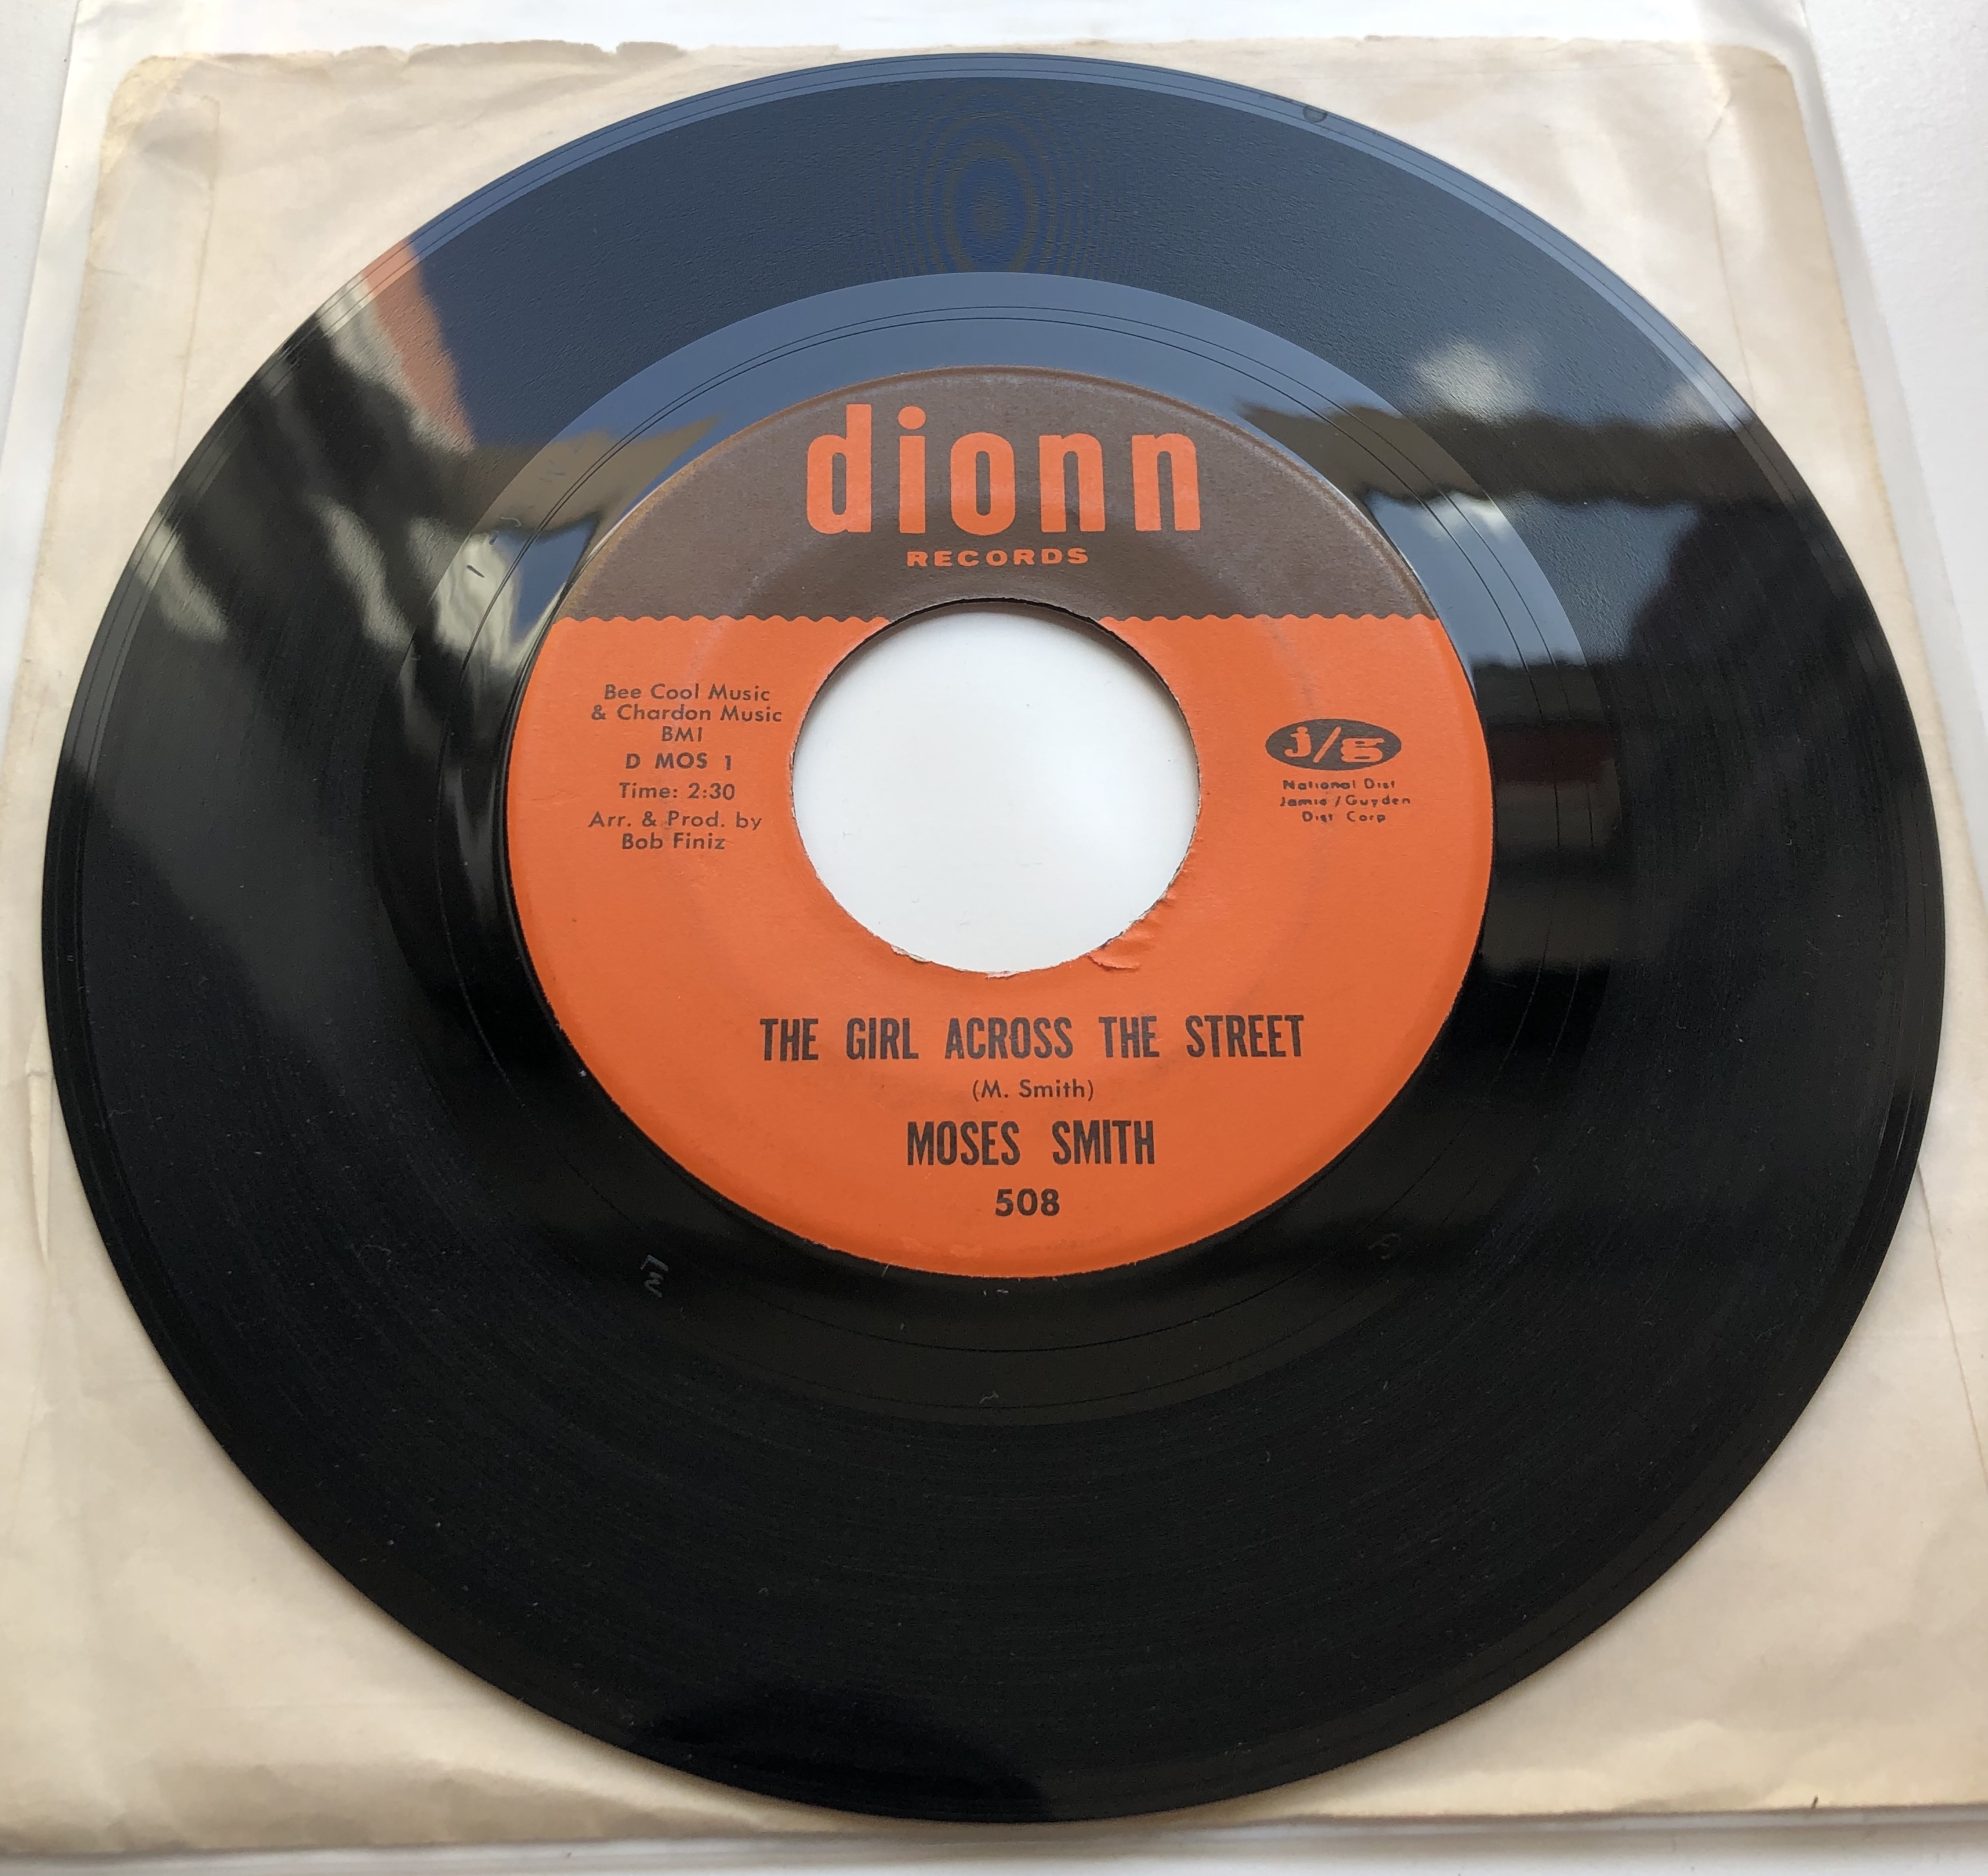 dionn
RECORDS
Bee Cool Music
& Chardon Music
BMI
D MOS 1
Time: 2:30
Arr. & Prod. by
Bob Finiz
j/g
National Dist
Jamie/Guyden
Dist Corp
THE GIRL ACROSS THE STREET
(M. Smith)
MOSES SMITH
508